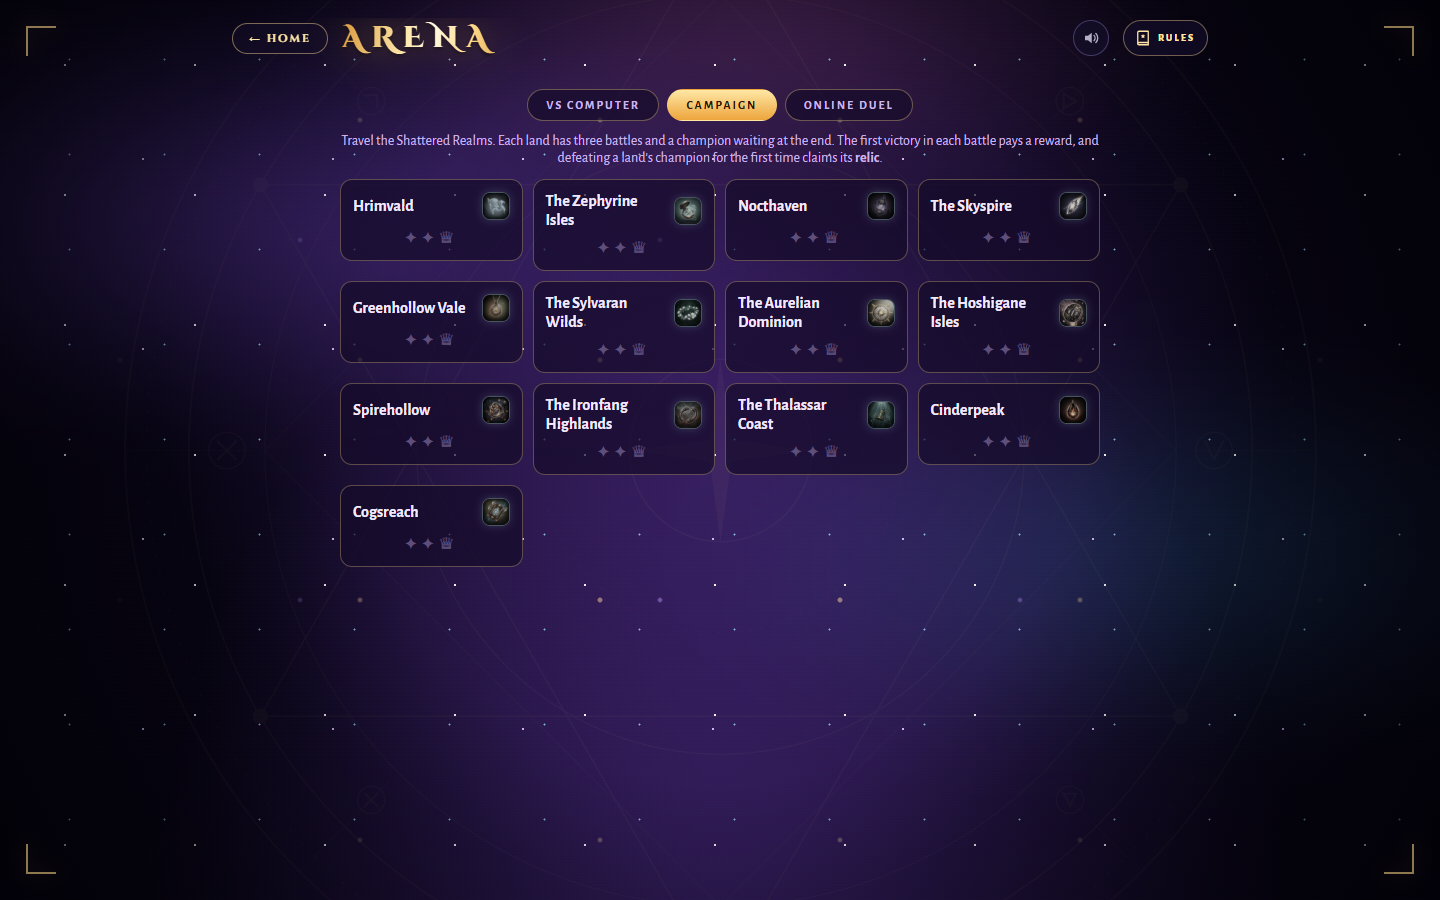 ← HOME
ARENA
RULES
VS COMPUTER
CAMPAIGN
ONLINE DUEL
Travel the Shattered Realms. Each land has three battles and a champion waiting at the end. The first victory in each battle pays a reward, and
defeating a land's champion for the first time claims its relic.
Hrimvald
The Zephyrine
Isles
Nocthaven
The Skyspire
Greenhollow Vale
The Sylvaran
Wilds
The Aurelian
Dominion
The Hoshigane
Isles
Spirehollow
The Ironfang
Highlands
The Thalassar
Coast
Cinderpeak
Cogsreach